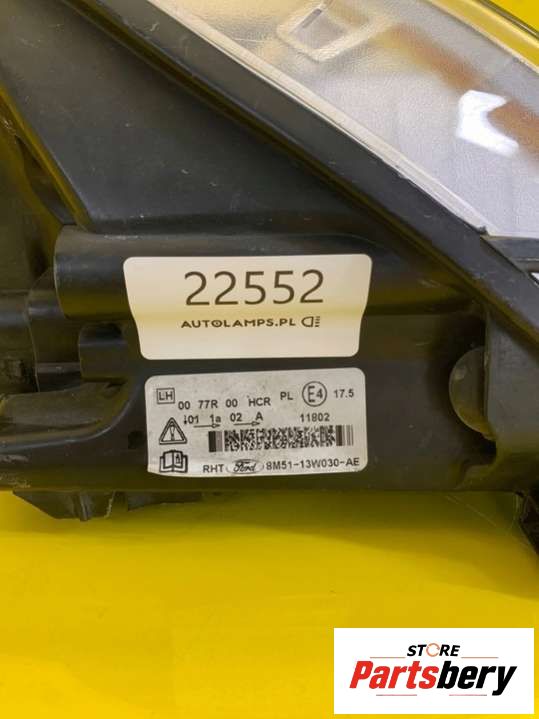 22552
AUTOLAMPS.PL
LH 00 77R 00 HCR PL E4 17.5
01 1a 02 A 11802
RHT Ford 8M51-13W030-AE
STORE
Partsbery